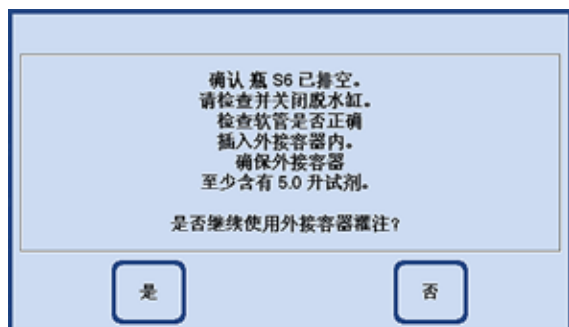 确认 瓶 S6 已排空。
请检查并关闭脱水缸。
检查软管是否正确
插入外接容器内。
确保外接容器
至少含有 5.0 升试剂。
是否继续使用外接容器灌注?
是
否